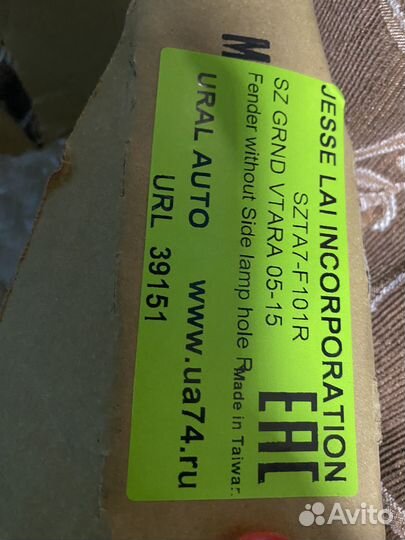 M
JESSE LAI INCORPORATION
SZTA7-F101R
SZ GRND VTARA 05-15
Fender without Side lamp hole R
Made in Taiwan.
EAC
URAL AUTO www.ua74.ru
URL 39151
Avito